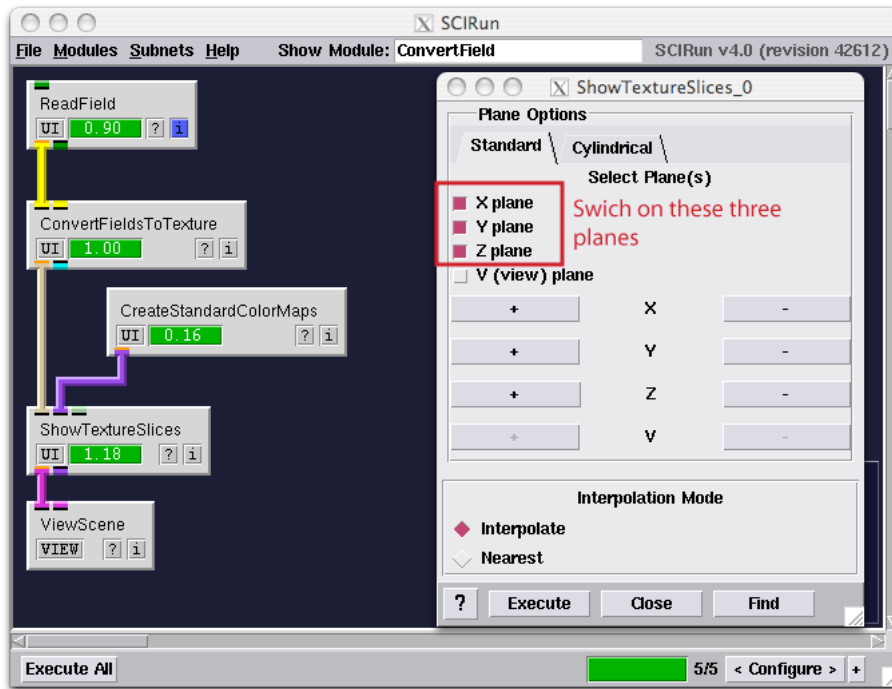 SCIRun
File Modules Subnets Help Show Module: ConvertField SCIRun v4.0 (revision 42612)
ReadField
UI 0.90 ? i
ConvertFieldsToTexture
UI 1.00 ? i
CreateStandardColorMaps
UI 0.16 ? i
ShowTextureSlices
UI 1.18 ? i
ViewScene
VIEW ? i
ShowTextureSlices_0
Plane Options
Standard Cylindrical
Select Plane(s)
X plane
Y plane
Z plane
Swich on these three
planes
V (view) plane
+ X -
+ Y -
+ Z -
+ V -
Interpolation Mode
Interpolate
Nearest
? Execute Close Find
Execute All 5/5 < Configure > +